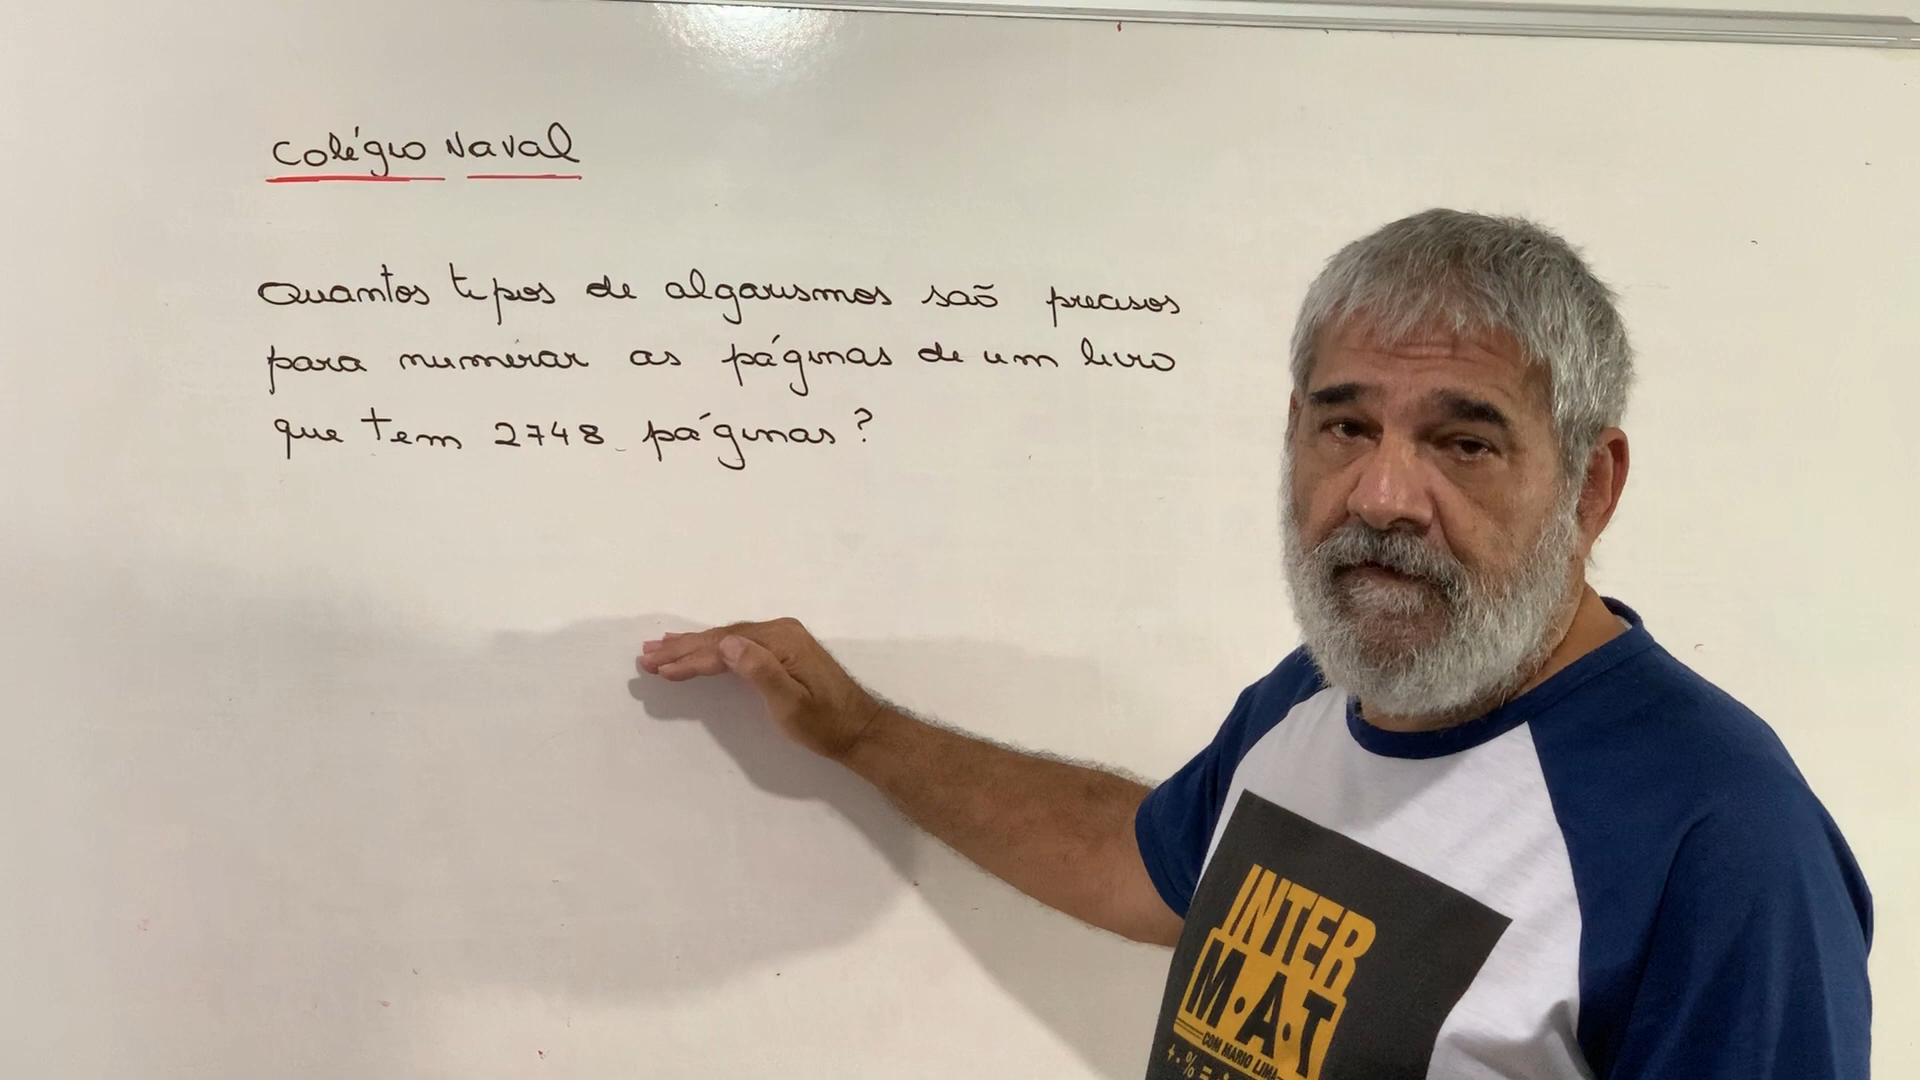 Colégio Naval
Quantos tipos de algarismos são precisos
para numerar as páginas de um livro
que tem 2748 páginas?
INTER
M.A.T
COM MARIO LIMA
+ · % =